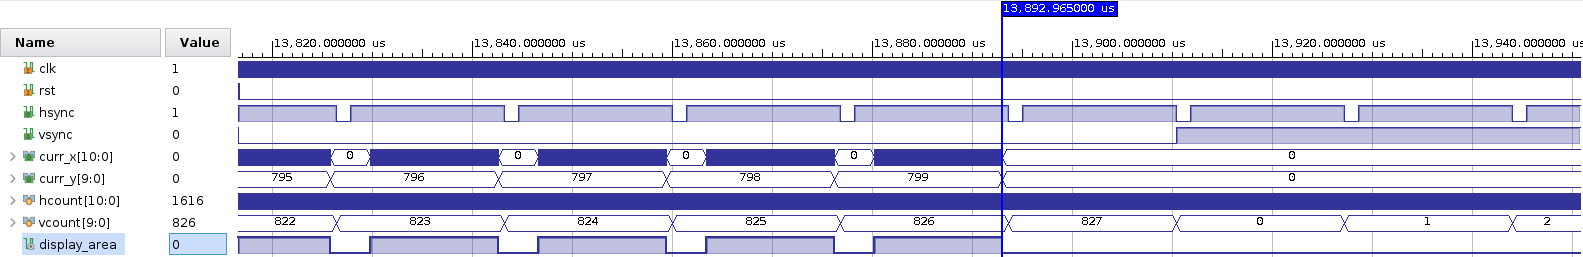 13,892.965000 us
Name Value
13,820.000000 us 13,840.000000 us 13,860.000000 us 13,880.000000 us 13,900.000000 us 13,920.000000 us 13,940.000000 us
clk 1
rst 0
hsync 1
vsync 0
curr_x[10:0] 0 0 0 0 0 0
curr_y[9:0] 0 795 796 797 798 799 0
hcount[10:0] 1616
vcount[9:0] 826 822 823 824 825 826 827 0 1 2
display_area 0